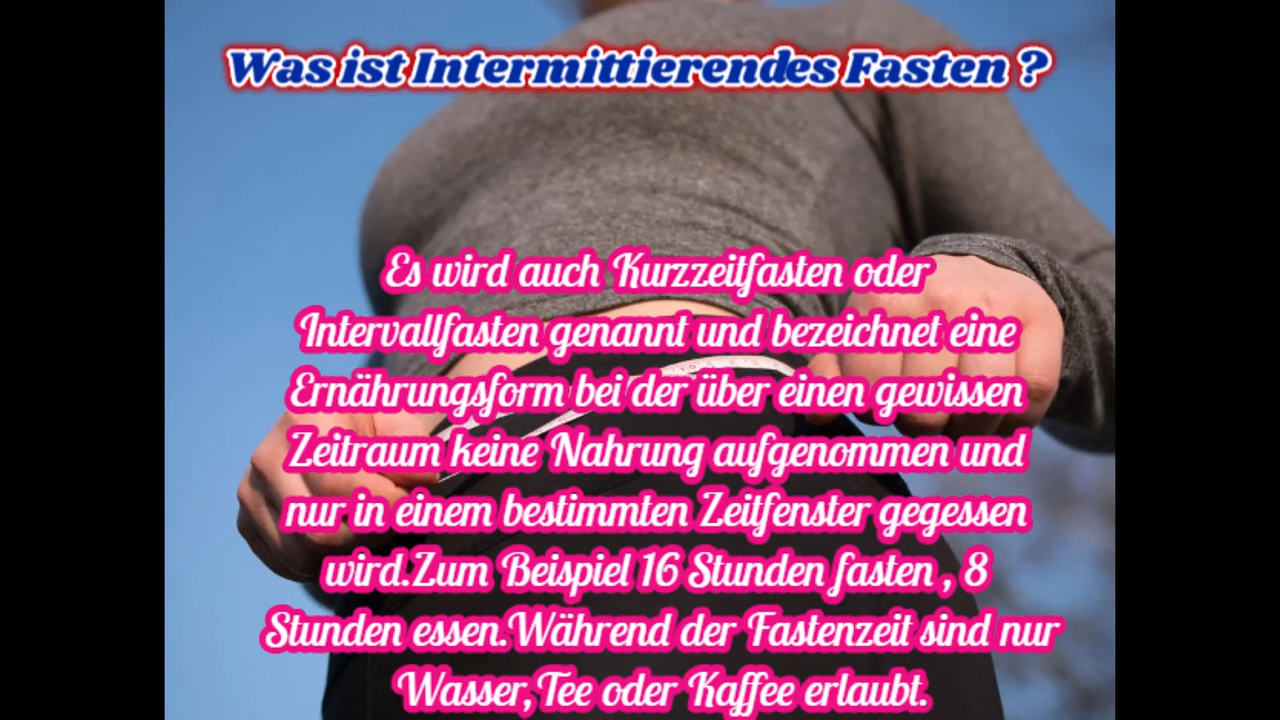 Was ist Intermittierendes Fasten ?
Es wird auch Kurzzeitfasten oder
Intervallfasten genannt und bezeichnet eine
Ernährungsform bei der über einen gewissen
Zeitraum keine Nahrung aufgenommen und
nur in einem bestimmten Zeitfenster gegessen
wird.Zum Beispiel 16 Stunden fasten , 8
Stunden essen.Während der Fastenzeit sind nur
Wasser,Tee oder Kaffee erlaubt.